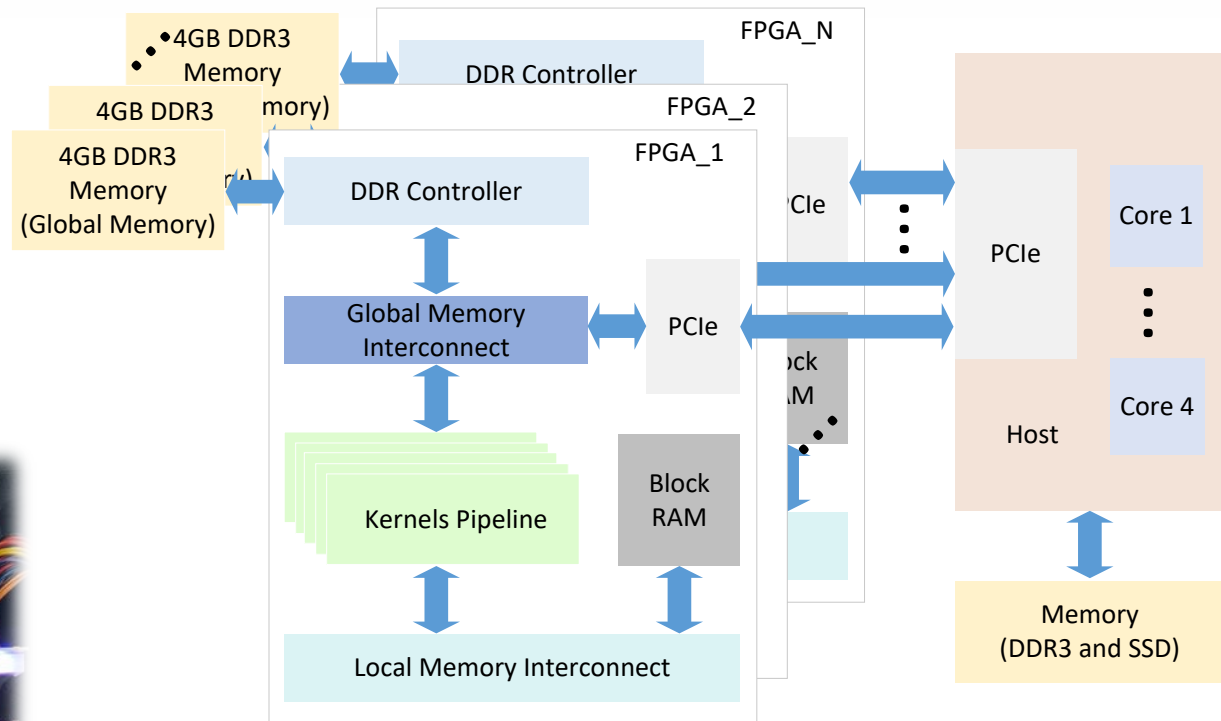 4GB DDR3
Memory
mory)
FPGA_N
DDR Controller
4GB DDR3
ry)
FPGA_2
4GB DDR3
Memory
(Global Memory)
FPGA_1
DDR Controller
Global Memory
Interconnect
PCIe
Kernels Pipeline
Block
RAM
Local Memory Interconnect
PCIe
Core 1
Core 4
Host
Memory
(DDR3 and SSD)